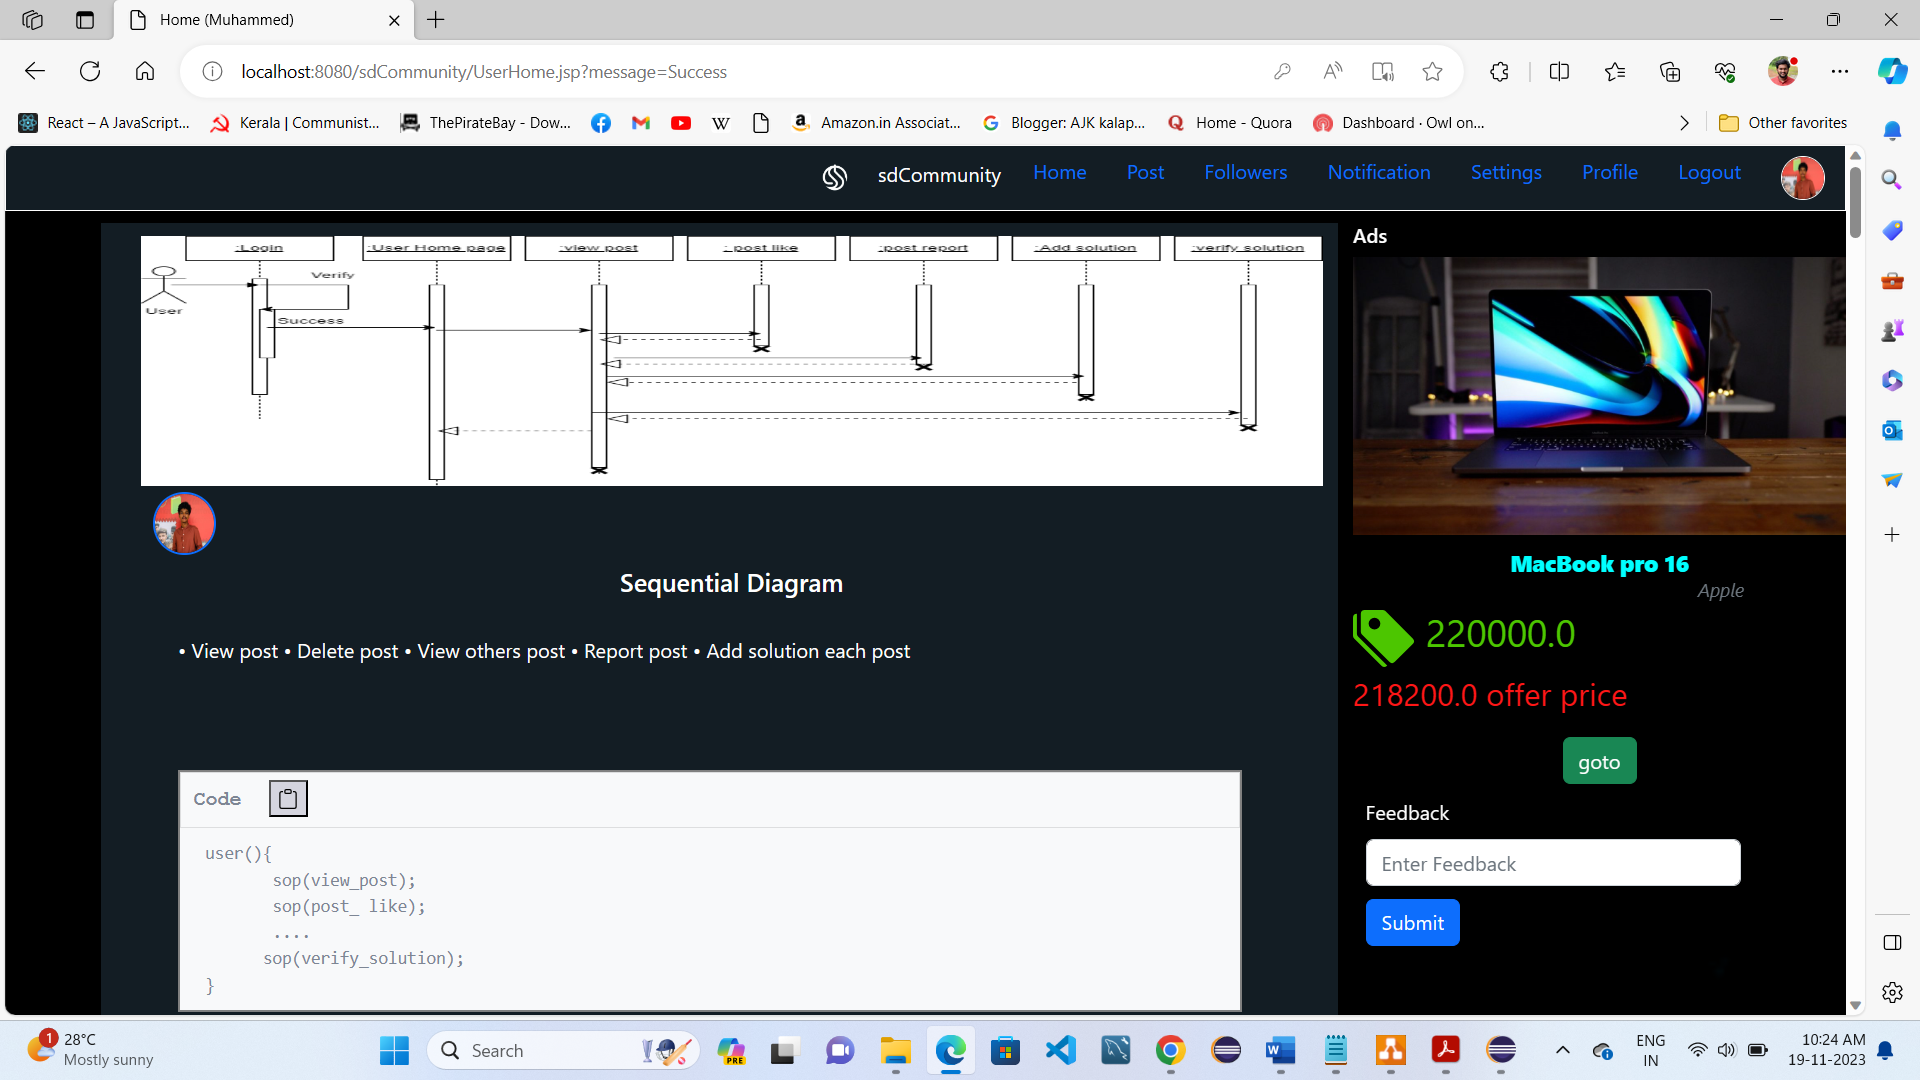 Home (Muhammed)
localhost:8080/sdCommunity/UserHome.jsp?message=Success
React – A JavaScript...
Kerala | Communist...
ThePirateBay - Dow...
Amazon.in Associat...
Blogger: AJK kalap...
Home - Quora
Dashboard · Owl on...
Other favorites
sdCommunity
Home
Post
Followers
Notification
Settings
Profile
Logout
:Login
:User Home page
:view post
: post like
:post report
:Add solution
:verify solution
Verify
User
Success
Sequential Diagram
• View post • Delete post • View others post • Report post • Add solution each post
Code
user(){
sop(view_post);
sop(post_ like);
....
sop(verify_solution);
}
Ads
MacBook pro 16
Apple
220000.0
218200.0 offer price
goto
Feedback
Enter Feedback
Submit
1
28°C
Mostly sunny
Search
PRE
ENG
IN
10:24 AM
19-11-2023